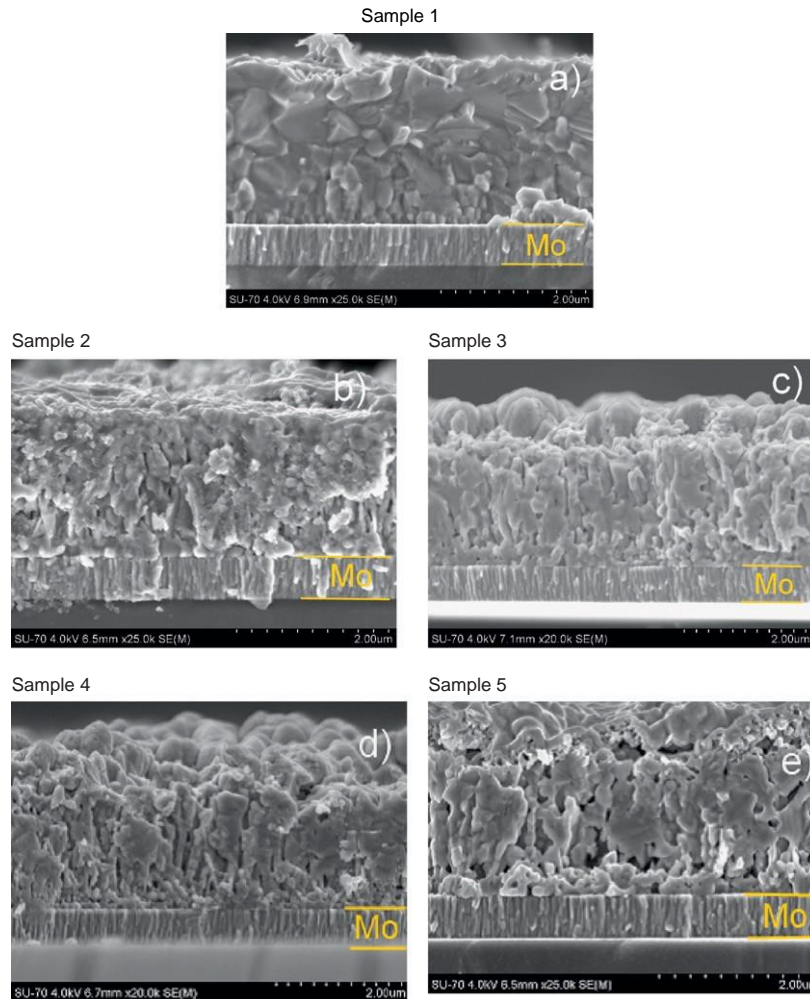 Sample 1
a)
Mo
SU-70 4.0kV 6.9mm x25.0k SE(M) 2.00um
Sample 2
b)
Mo
SU-70 4.0kV 6.5mm x25.0k SE(M) 2.00um
Sample 3
c)
Mo
SU-70 4.0kV 7.1mm x20.0k SE(M) 2.00um
Sample 4
d)
Mo
SU-70 4.0kV 6.7mm x20.0k SE(M) 2.00um
Sample 5
e)
Mo
SU-70 4.0kV 6.5mm x25.0k SE(M) 2.00u